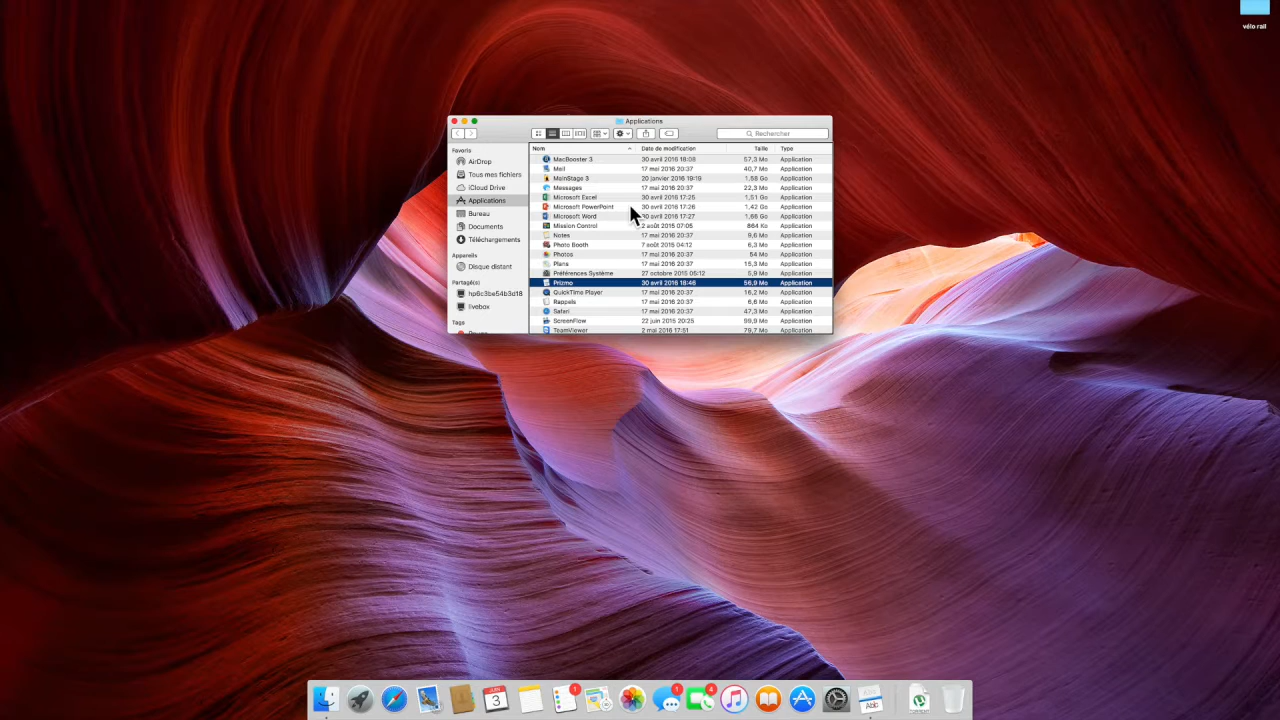 vélo rail
Applications
Rechercher
Favoris
AirDrop
Tous mes fichiers
iCloud Drive
Applications
Bureau
Documents
Téléchargements
Appareils
Disque distant
Partagé(s)
hp6c3be54b3d18
livebox
Tags
Nom Date de modification Taille Type
MacBooster 3 30 avril 2016 18:08 57,3 Mo Application
Mail 17 mai 2016 20:37 40,7 Mo Application
MainStage 3 20 janvier 2016 19:19 1,58 Go Application
Messages 17 mai 2016 20:37 22,3 Mo Application
Microsoft Excel 30 avril 2016 17:25 1,51 Go Application
Microsoft PowerPoint 30 avril 2016 17:26 1,42 Go Application
Microsoft Word 30 avril 2016 17:27 1,66 Go Application
Mission Control 2 août 2015 07:05 664 Ko Application
Notes 17 mai 2016 20:37 9,6 Mo Application
Photo Booth 7 août 2015 04:12 6,3 Mo Application
Photos 17 mai 2016 20:37 54 Mo Application
Plans 17 mai 2016 20:37 15,3 Mo Application
Préférences Système 27 octobre 2015 05:12 5,9 Mo Application
Prizmo 30 avril 2016 18:46 56,9 Mo Application
QuickTime Player 17 mai 2016 20:37 16,2 Mo Application
Rappels 17 mai 2016 20:37 6,6 Mo Application
Safari 17 mai 2016 20:37 47,3 Mo Application
ScreenFlow 22 juin 2015 20:25 99,9 Mo Application
TeamViewer 2 mai 2016 17:51 79,7 Mo Application
JUIN
3
1
1
4
Abc